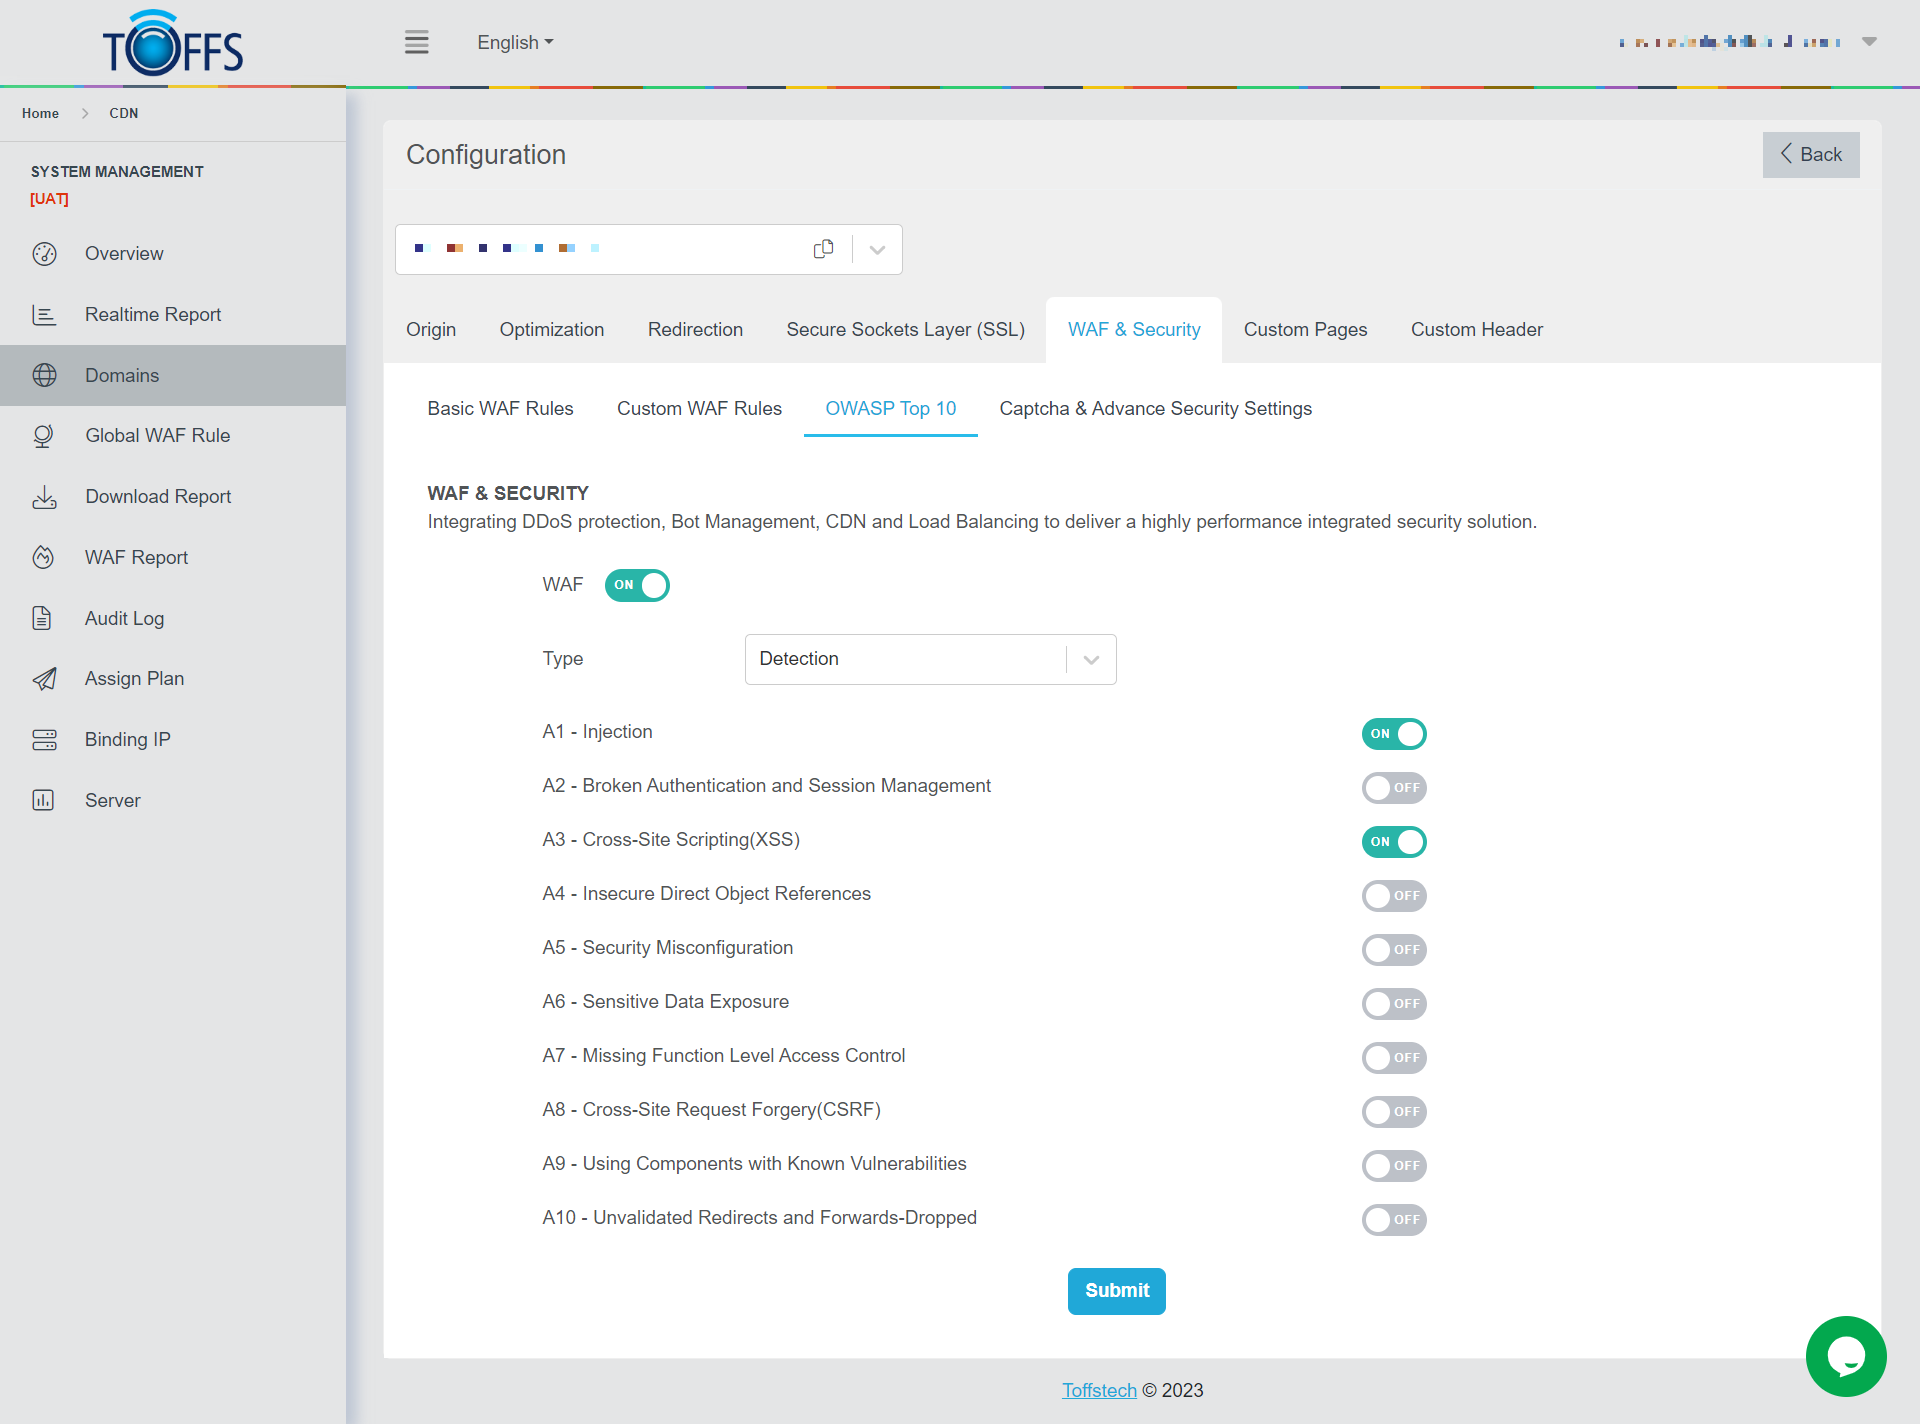 TOFFS
English
Home
CDN
SYSTEM MANAGEMENT
[UAT]
Overview
Realtime Report
Domains
Global WAF Rule
Download Report
WAF Report
Audit Log
Assign Plan
Binding IP
Server
Configuration
Back
Origin
Optimization
Redirection
Secure Sockets Layer (SSL)
WAF & Security
Custom Pages
Custom Header
Basic WAF Rules
Custom WAF Rules
OWASP Top 10
Captcha & Advance Security Settings
WAF & SECURITY
Integrating DDoS protection, Bot Management, CDN and Load Balancing to deliver a highly performance integrated security solution.
WAF ON
Type Detection
A1 - Injection ON
A2 - Broken Authentication and Session Management OFF
A3 - Cross-Site Scripting(XSS) ON
A4 - Insecure Direct Object References OFF
A5 - Security Misconfiguration OFF
A6 - Sensitive Data Exposure OFF
A7 - Missing Function Level Access Control OFF
A8 - Cross-Site Request Forgery(CSRF) OFF
A9 - Using Components with Known Vulnerabilities OFF
A10 - Unvalidated Redirects and Forwards-Dropped OFF
Submit
Toffstech © 2023